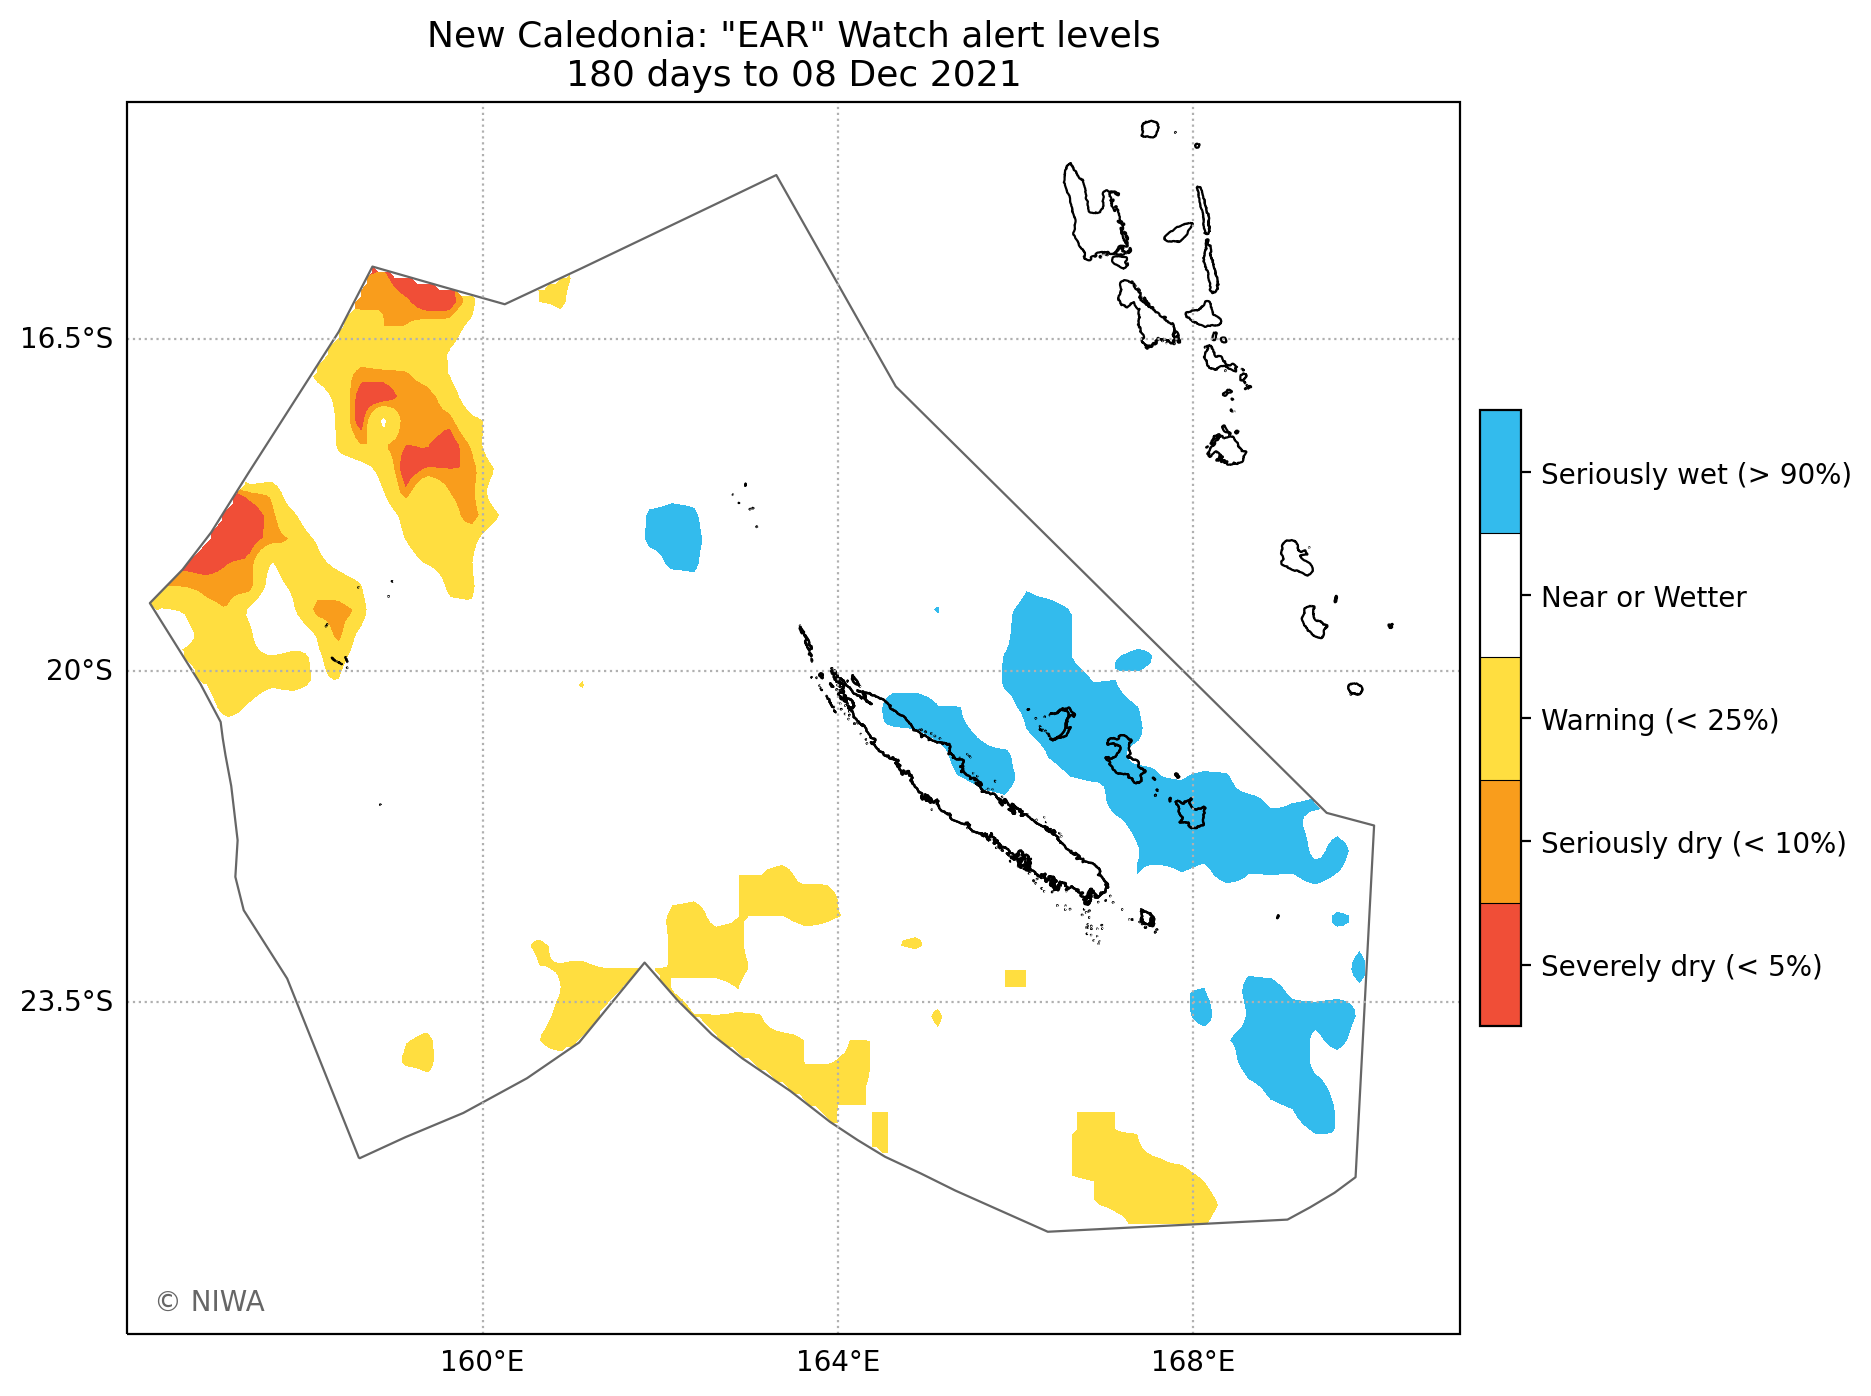 New Caledonia: "EAR" Watch alert levels
180 days to 08 Dec 2021
16.5°S
20°S
23.5°S
160°E
164°E
168°E
© NIWA
Seriously wet (> 90%)
Near or Wetter
Warning (< 25%)
Seriously dry (< 10%)
Severely dry (< 5%)